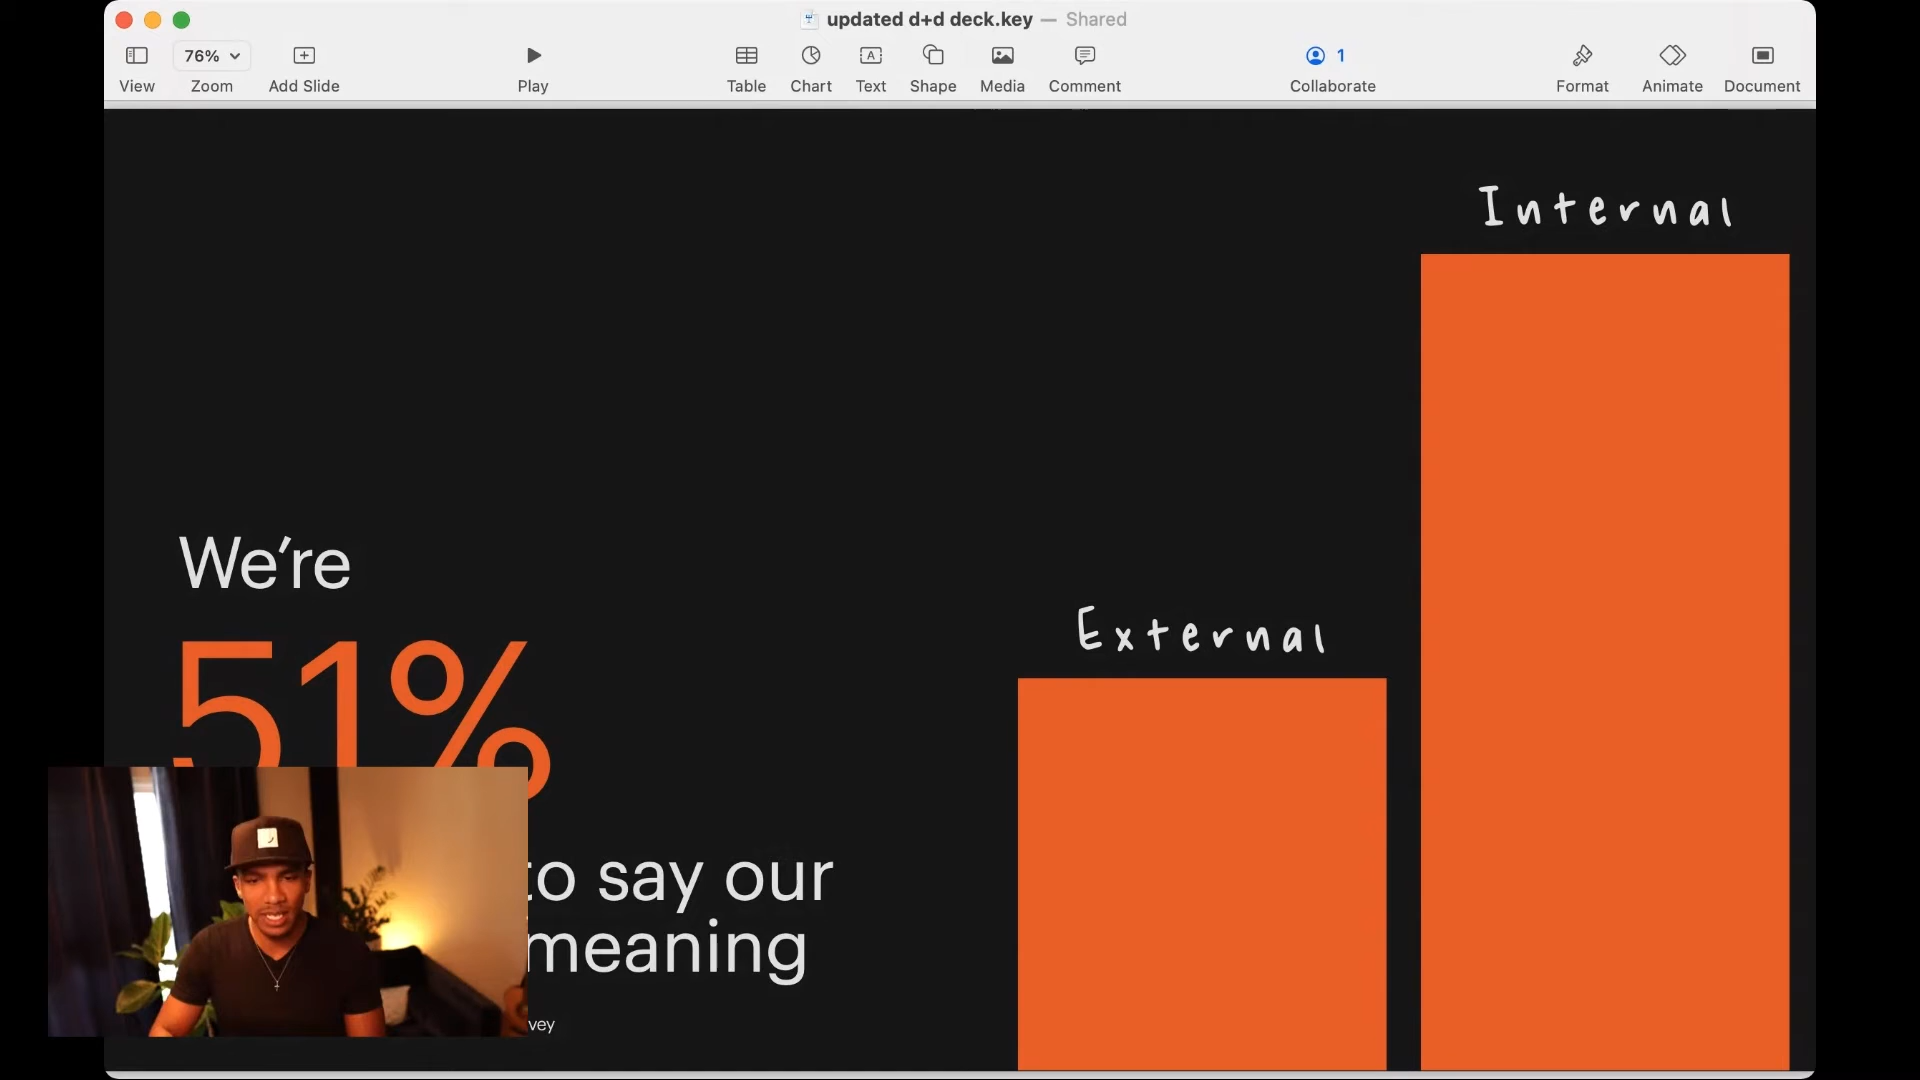 updated d+d deck.key — Shared
76%
1
View
Zoom
Add Slide
Play
Table
Chart
Text
Shape
Media
Comment
Collaborate
Format
Animate
Document
Internal
External
We’re
51%
to say our
meaning